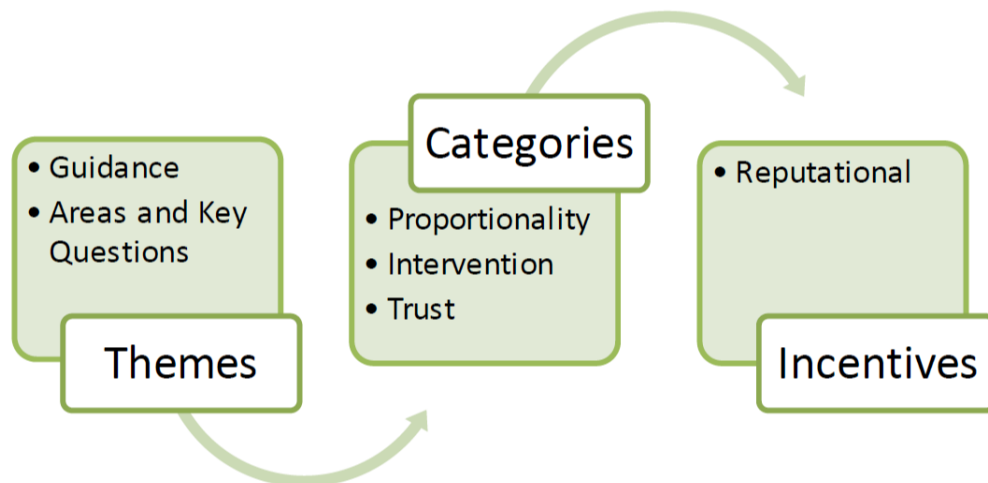 • Guidance
• Areas and Key
Questions
Themes
Categories
• Proportionality
• Intervention
• Trust
• Reputational
Incentives